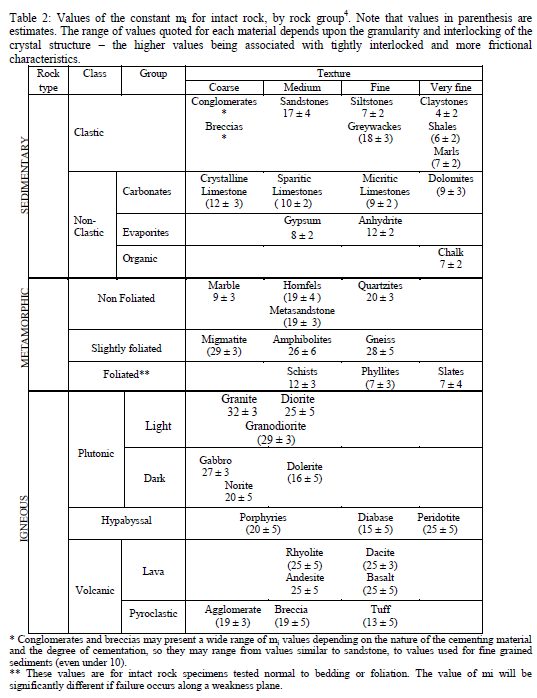 Table 2: Values of the constant mi for intact rock, by rock group4. Note that values in parenthesis are
estimates. The range of values quoted for each material depends upon the granularity and interlocking of the
crystal structure – the higher values being associated with tightly interlocked and more frictional
characteristics.
Rock Class Group Texture
type Coarse Medium Fine Very fine
SEDIMENTARY
Clastic
Conglomerates Sandstones Siltstones Claystones
* 17 ± 4 7 ± 2 4 ± 2
Breccias Greywackes Shales
* (18 ± 3) (6 ± 2)
Marls
(7 ± 2)
Non-
Clastic
Carbonates
Crystalline Sparitic Micritic Dolomites
Limestone Limestones Limestones (9 ± 3)
(12 ± 3) ( 10 ± 2) (9 ± 2 )
Evaporites
Gypsum Anhydrite
8 ± 2 12 ± 2
Organic
Chalk
7 ± 2
METAMORPHIC
Non Foliated
Marble Hornfels Quartzites
9 ± 3 (19 ± 4 ) 20 ± 3
Metasandstone
(19 ± 3)
Slightly foliated
Migmatite Amphibolites Gneiss
(29 ± 3) 26 ± 6 28 ± 5
Foliated**
Schists Phyllites Slates
12 ± 3 (7 ± 3) 7 ± 4
IGNEOUS
Plutonic
Light
Granite Diorite
32 ± 3 25 ± 5
Granodiorite
(29 ± 3)
Dark
Gabbro
27 ± 3 Dolerite
Norite (16 ± 5)
20 ± 5
Hypabyssal
Porphyries Diabase Peridotite
(20 ± 5) (15 ± 5) (25 ± 5)
Volcanic
Lava
Rhyolite Dacite
(25 ± 5) (25 ± 3)
Andesite Basalt
25 ± 5 (25 ± 5)
Pyroclastic
Agglomerate Breccia Tuff
(19 ± 3) (19 ± 5) (13 ± 5)
* Conglomerates and breccias may present a wide range of mi values depending on the nature of the cementing material
and the degree of cementation, so they may range from values similar to sandstone, to values used for fine grained
sediments (even under 10).
** These values are for intact rock specimens tested normal to bedding or foliation. The value of mi will be
significantly different if failure occurs along a weakness plane.